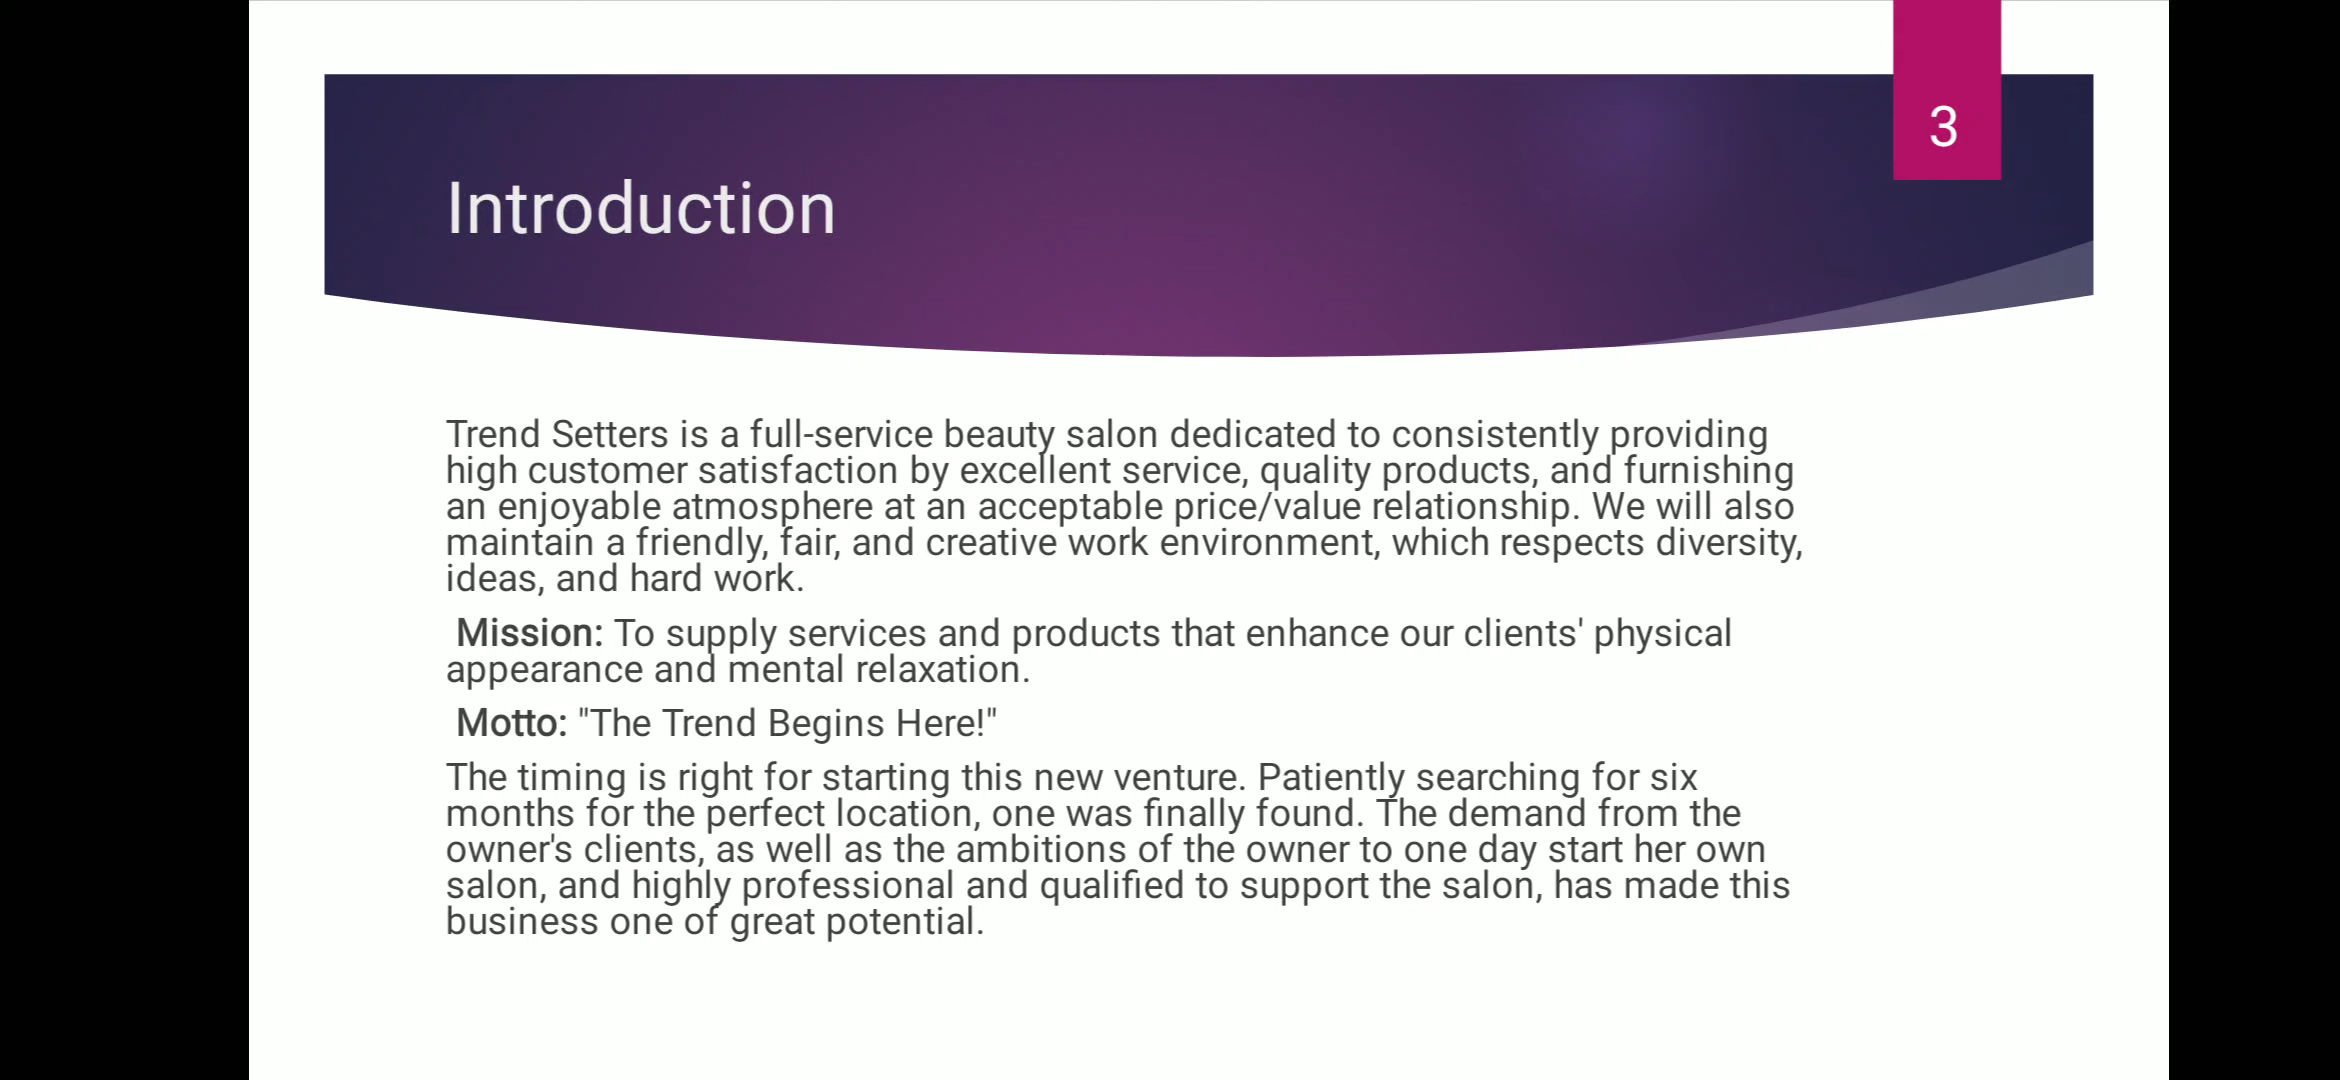 3
Introduction
Trend Setters is a full-service beauty salon dedicated to consistently providing
high customer satisfaction by excellent service, quality products, and furnishing
an enjoyable atmosphere at an acceptable price/value relationship. We will also
maintain a friendly, fair, and creative work environment, which respects diversity,
ideas, and hard work.
Mission: To supply services and products that enhance our clients' physical
appearance and mental relaxation.
Motto: "The Trend Begins Here!"
The timing is right for starting this new venture. Patiently searching for six
months for the perfect location, one was finally found. The demand from the
owner's clients, as well as the ambitions of the owner to one day start her own
salon, and highly professional and qualified to support the salon, has made this
business one of great potential.